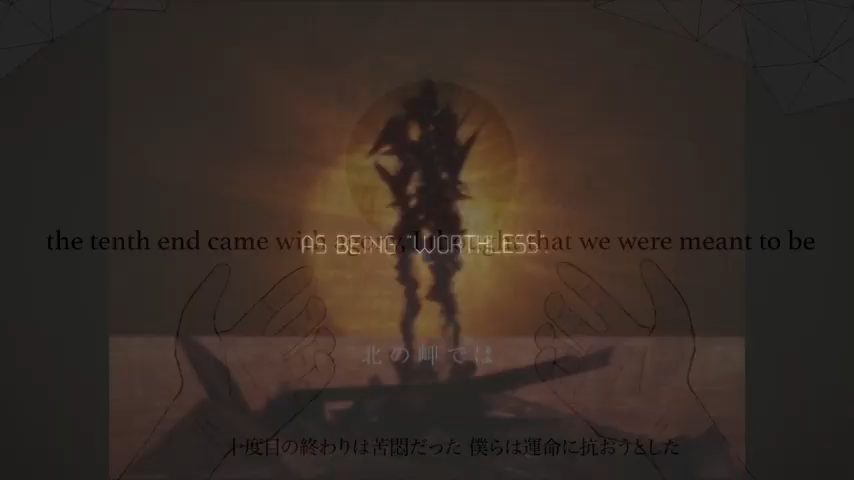 the tenth end came with that we were meant to be
AS BEING "WORTHLESS"
北の岬では
十度目の終わりは苦悶だった 僕らは運命に抗おうとした